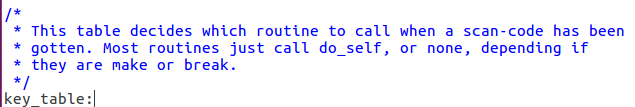 /*
* This table decides which routine to call when a scan-code has been
* gotten. Most routines just call do_self, or none, depending if
* they are make or break.
*/
key_table: